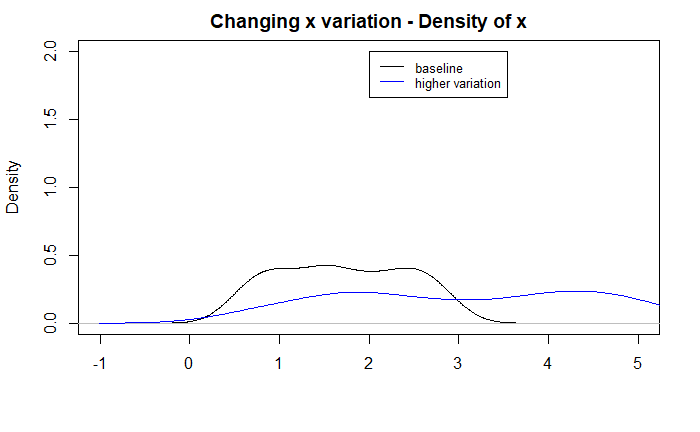 Changing x variation - Density of x
Density
2.0
1.5
1.0
0.5
0.0
baseline
higher variation
-1 0 1 2 3 4 5